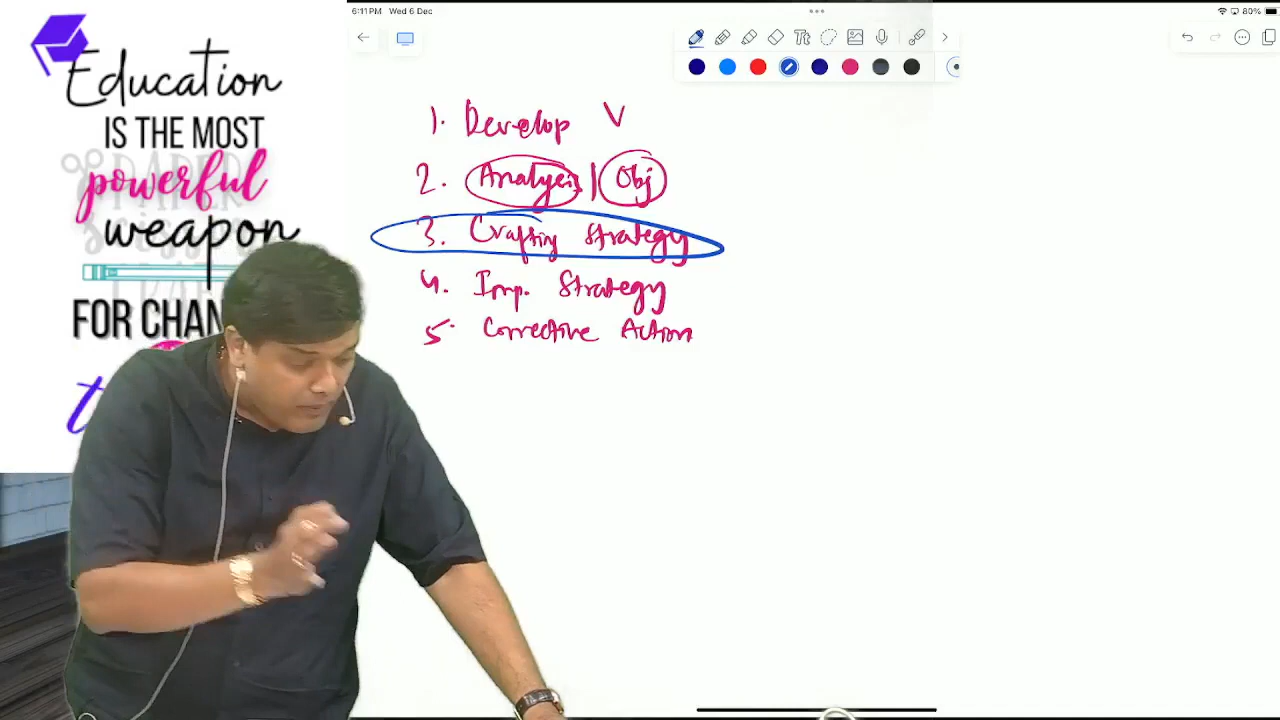 6:11 PM Wed 6 Dec
80%
Tt
Education
IS THE MOST
powerful
weapon
FOR CHAN
t
1. Develop V
2. Analysis | Obj
3. Crafting Strategy
4. Imp. Strategy
5. Corrective Action